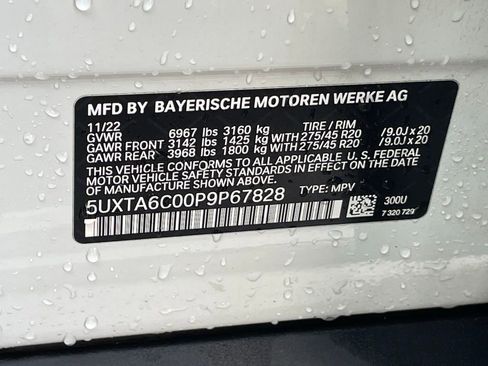 MFD BY BAYERISCHE MOTOREN WERKE AG
11/22 TIRE / RIM
GVWR 6967 lbs 3160 kg
GAWR FRONT 3142 lbs 1425 kg WITH 275/45 R20 /9.0J x 20
GAWR REAR 3968 lbs 1800 kg WITH 275/45 R20 /9.0J x 20
THIS VEHICLE CONFORMS TO ALL APPLICABLE U.S. FEDERAL
MOTOR VEHICLE SAFETY STANDARDS IN EFFECT ON THE
DATE OF MANUFACTURE SHOWN ABOVE.
5UXTA6C00P9P67828 TYPE: MPV
300U
7 320 729